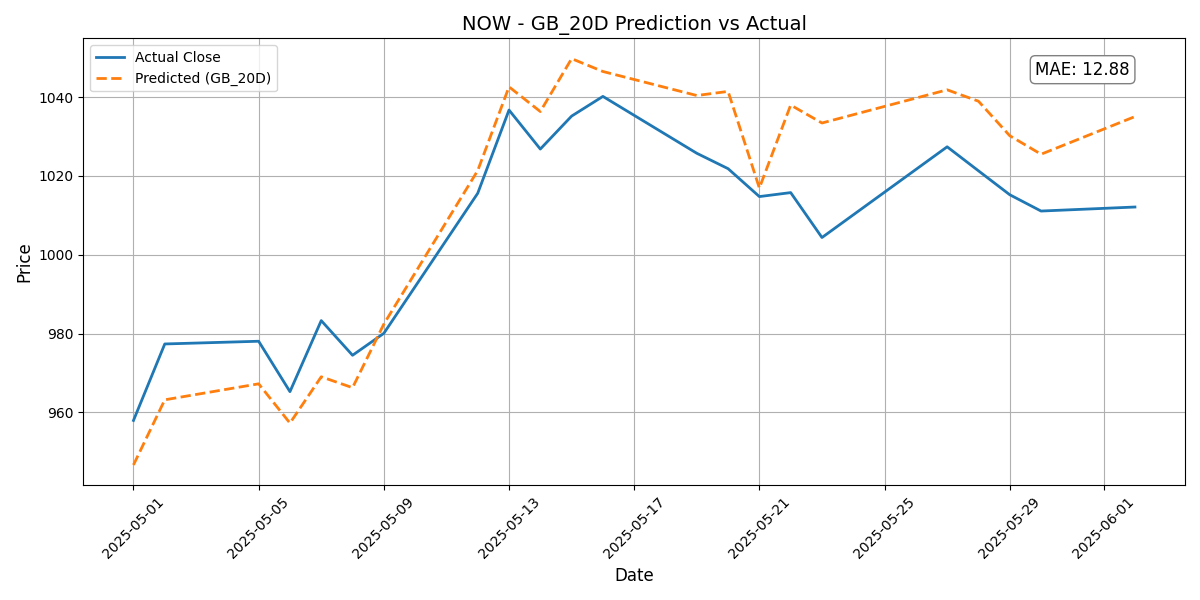 NOW - GB_20D Prediction vs Actual
Actual Close
Predicted (GB_20D)
MAE: 12.88
Price
1040
1020
1000
980
960
2025-05-01
2025-05-05
2025-05-09
2025-05-13
2025-05-17
2025-05-21
2025-05-25
2025-05-29
2025-06-01
Date